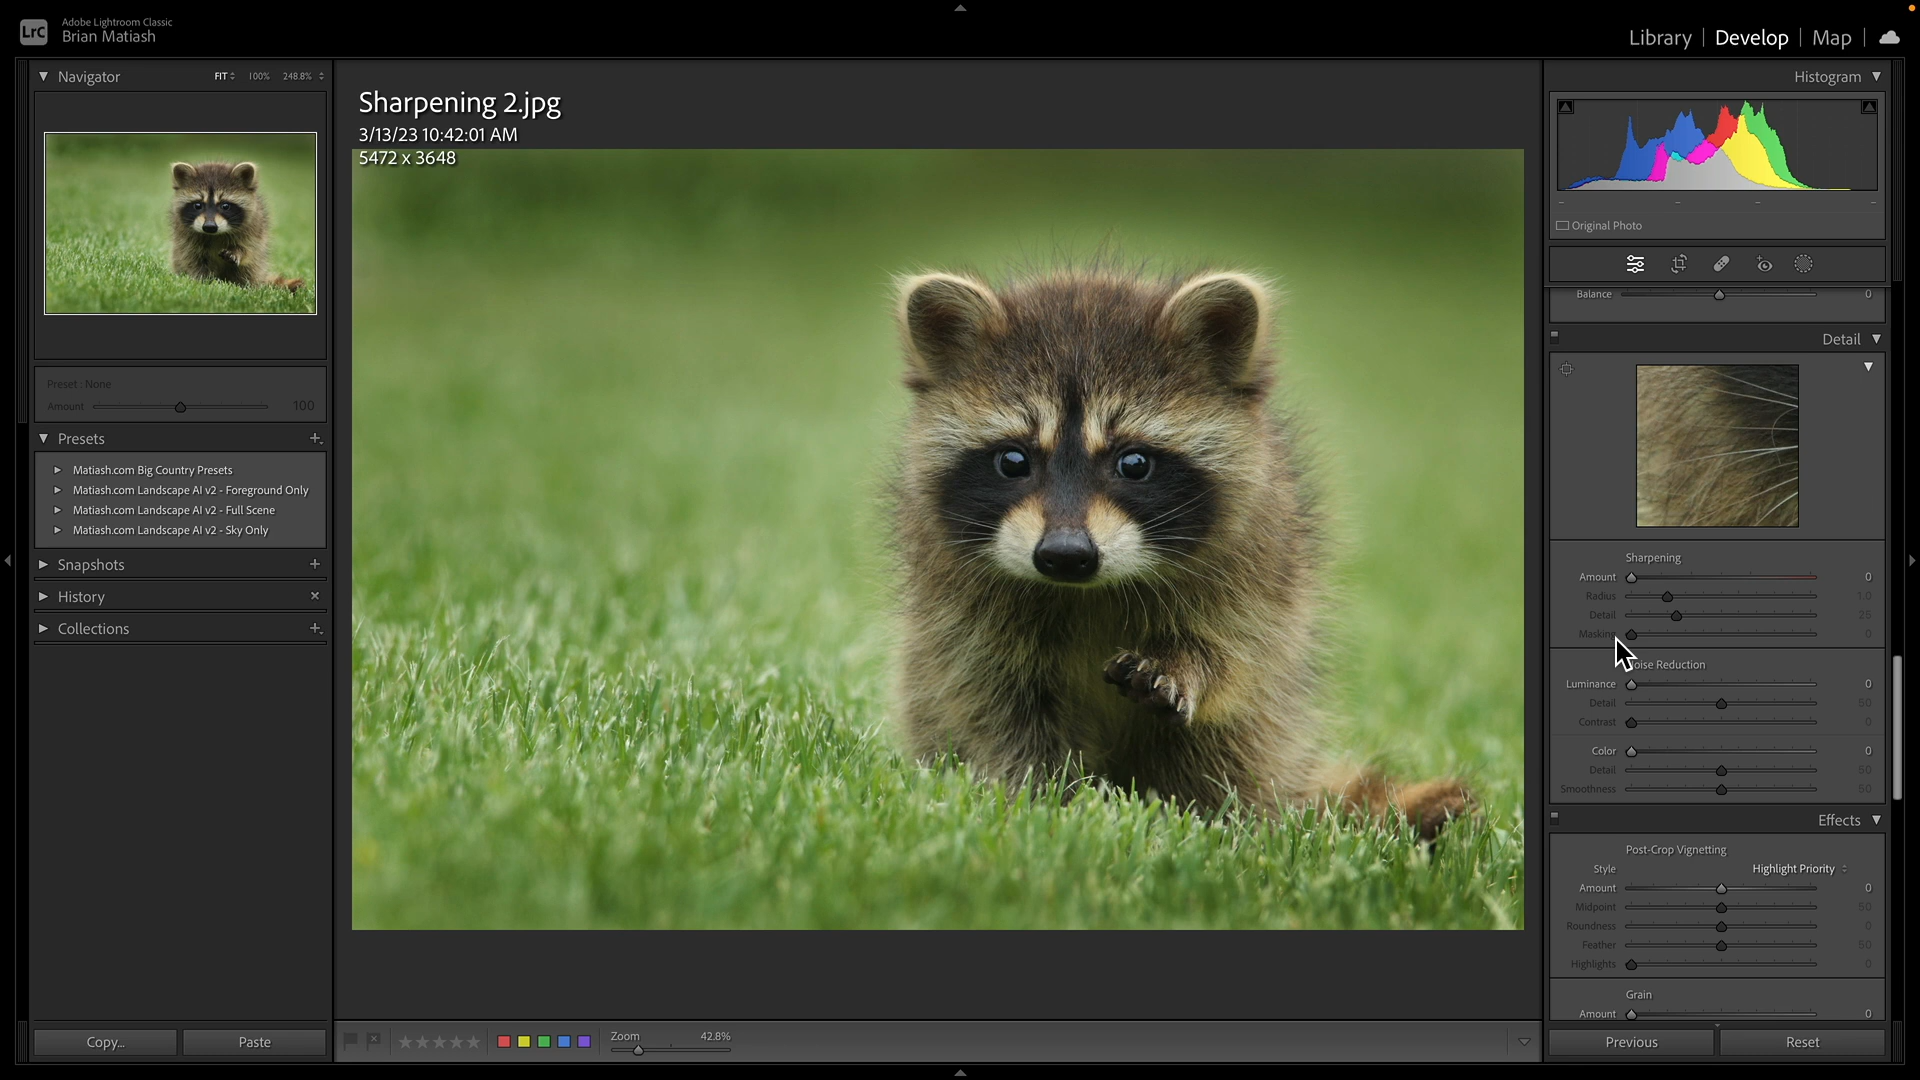 LrC
Adobe Lightroom Classic
Brian Matiash
Library | Develop | Map
Navigator
FIT
100%
248.8%
Preset : None
Amount
100
Presets
Matiash.com Big Country Presets
Matiash.com Landscape AI v2 - Foreground Only
Matiash.com Landscape AI v2 - Full Scene
Matiash.com Landscape AI v2 - Sky Only
Snapshots
History
Collections
Copy...
Paste
Sharpening 2.jpg
3/13/23 10:42:01 AM
5472 x 3648
Zoom
42.8%
Histogram
Original Photo
Balance
0
Detail
Sharpening
Amount
0
Radius
1.0
Detail
25
Masking
0
oise Reduction
Luminance
0
Detail
50
Contrast
0
Color
0
Detail
50
Smoothness
50
Effects
Post-Crop Vignetting
Style
Highlight Priority
Amount
0
Midpoint
50
Roundness
0
Feather
50
Highlights
0
Grain
Amount
0
Previous
Reset